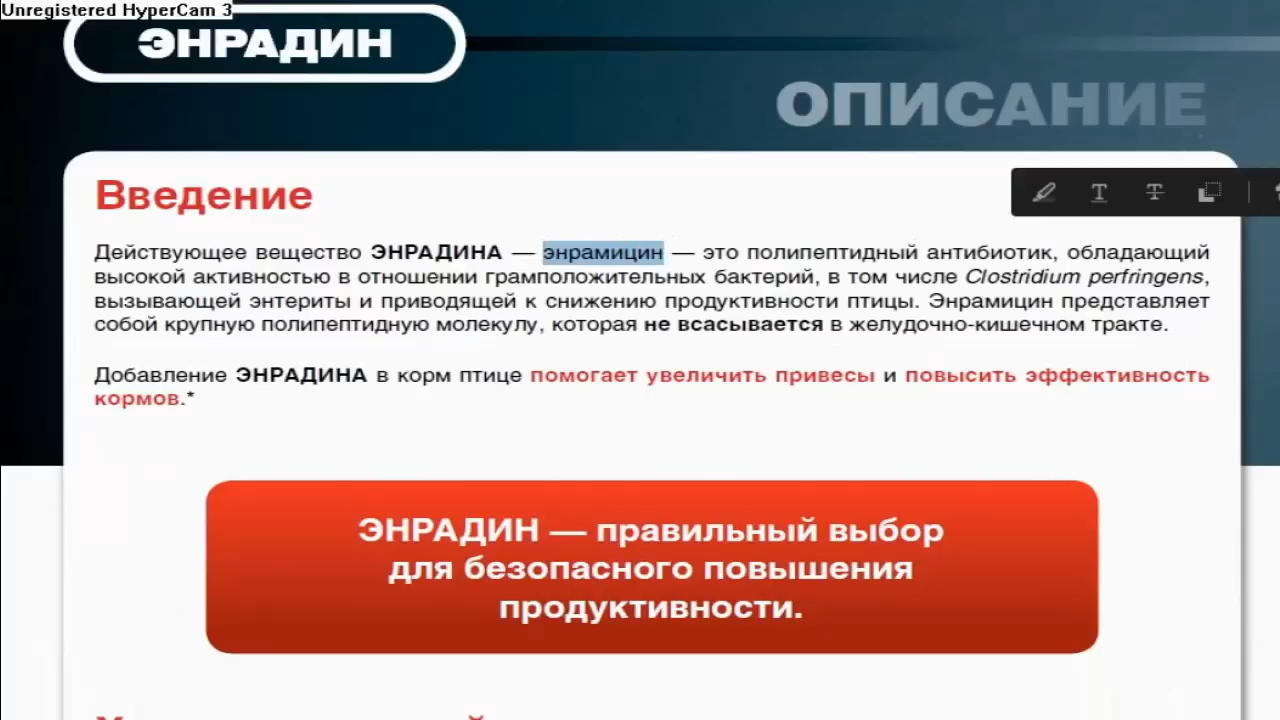 Unregistered HyperCam 3
ЭНРАДИН
ОПИСАНИЕ
Введение
Действующее вещество ЭНРАДИНА — энрамицин — это полипептидный антибиотик, обладающий
высокой активностью в отношении грамположительных бактерий, в том числе Clostridium perfringens,
вызывающей энтериты и приводящей к снижению продуктивности птицы. Энрамицин представляет
собой крупную полипептидную молекулу, которая не всасывается в желудочно-кишечном тракте.
Добавление ЭНРАДИНА в корм птице помогает увеличить привесы и повысить эффективность
кормов.*
ЭНРАДИН — правильный выбор
для безопасного повышения
продуктивности.